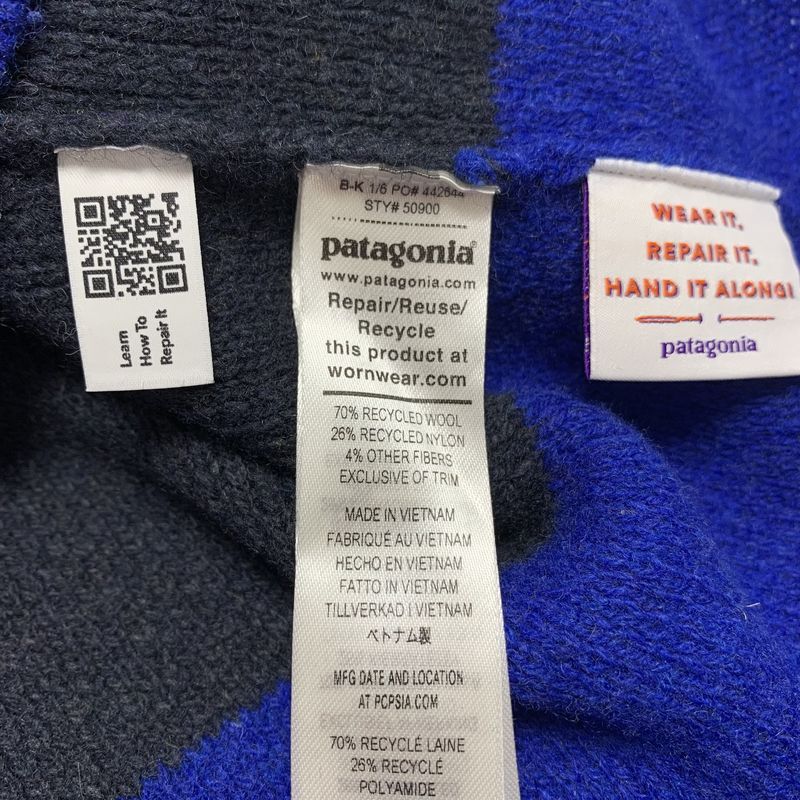 Learn
How To
Repair It
B-K 1/6 PO# 442644
STY# 50900
patagonia®
www.patagonia.com
Repair/Reuse/
Recycle
this product at
wornwear.com
70% RECYCLED WOOL
26% RECYCLED NYLON
4% OTHER FIBERS
EXCLUSIVE OF TRIM
MADE IN VIETNAM
FABRIQUÉ AU VIETNAM
HECHO EN VIETNAM
FATTO IN VIETNAM
TILLVERKAD I VIETNAM
ベトナム製
MFG DATE AND LOCATION
AT PCPSIA.COM
70% RECYCLÉ LAINE
26% RECYCLÉ
POLYAMIDE
WEAR IT,
REPAIR IT,
HAND IT ALONG!
patagonia